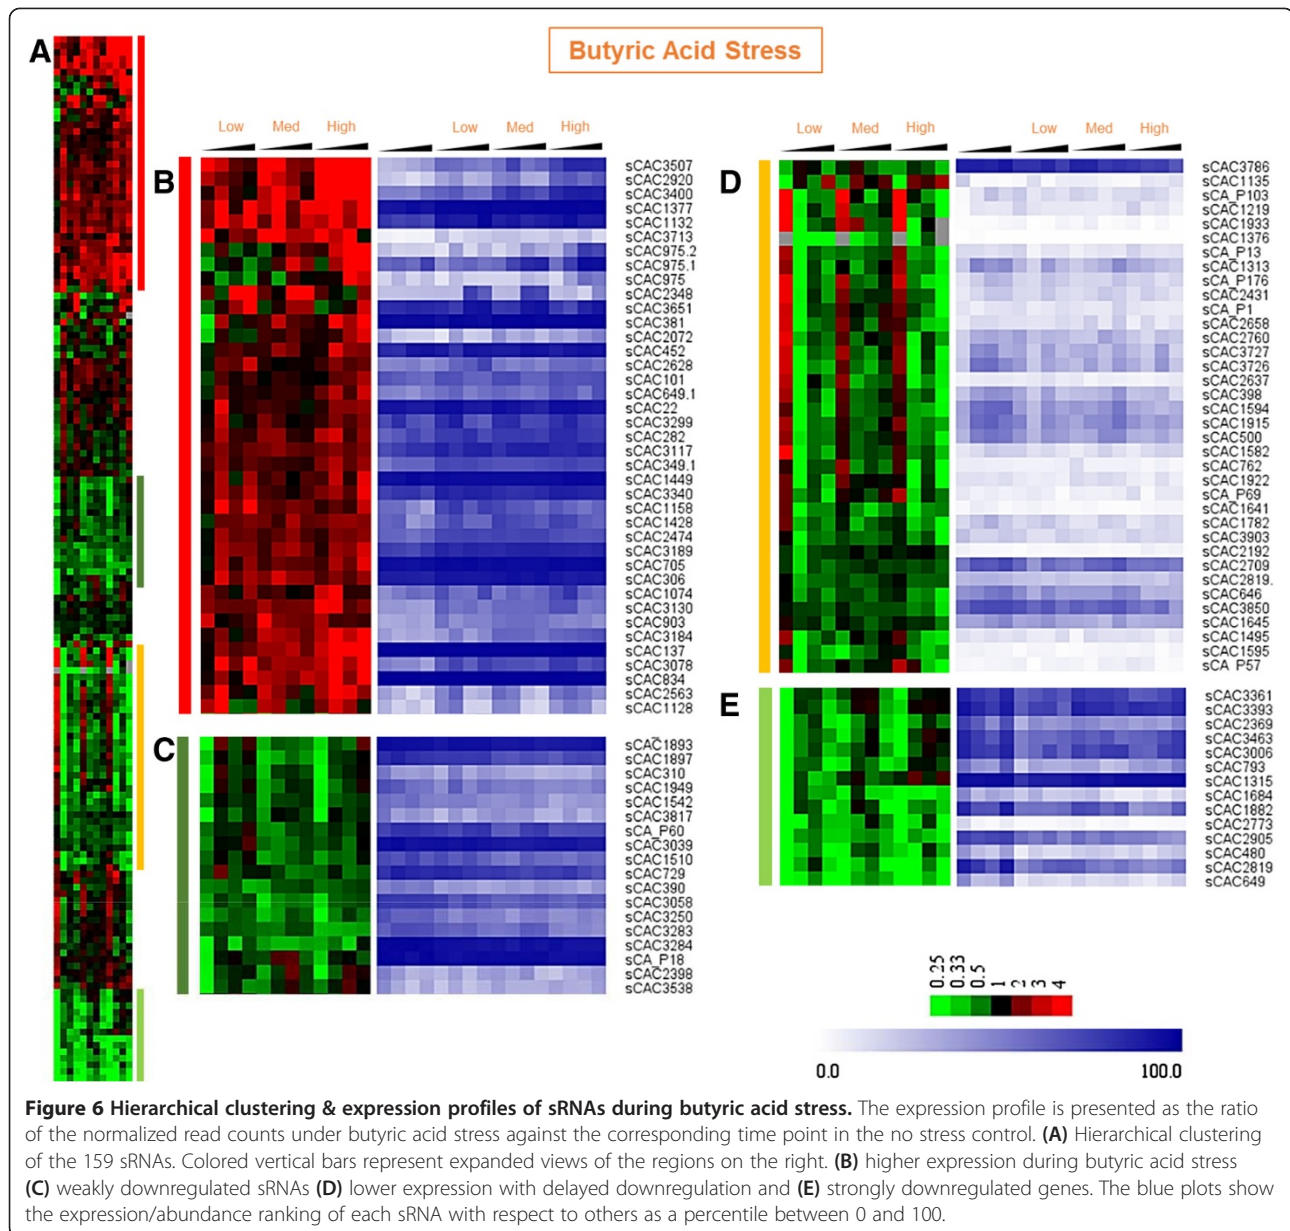 Butyric Acid Stress
A
B
Low Med High
Low Med High
sCAC3507
sCAC2920
sCAC3400
sCAC1377
sCAC1132
sCAC3713
sCAC975.2
sCAC975.1
sCAC975
sCAC2348
sCAC3651
sCAC381
sCAC2072
sCAC452
sCAC2628
sCAC101
sCAC649.1
sCAC22
sCAC3299
sCAC282
sCAC3117
sCAC349.1
sCAC1449
sCAC3340
sCAC1158
sCAC1428
sCAC2474
sCAC3189
sCAC705
sCAC306
sCAC1074
sCAC3130
sCAC903
sCAC3184
sCAC137
sCAC3078
sCAC834
sCAC2563
sCAC1128
C
sCAC1893
sCAC1897
sCAC310
sCAC1949
sCAC1542
sCAC3817
sCA_P60
sCAC3039
sCAC1510
sCAC729
sCAC390
sCAC3058
sCAC3250
sCAC3283
sCAC3284
sCA_P18
sCAC2398
sCAC3538
D
Low Med High
Low Med High
sCAC3786
sCAC1135
sCA_P103
sCAC1219
sCAC1933
sCAC1376
sCA_P13
sCAC1313
sCA_P176
sCAC2431
sCA_P1
sCAC2658
sCAC2760
sCAC3727
sCAC3726
sCAC2637
sCAC398
sCAC1594
sCAC1915
sCAC500
sCAC1582
sCAC762
sCAC1922
sCA_P69
sCAC1641
sCAC1782
sCAC3903
sCAC2192
sCAC2709
sCAC2819.
sCAC646
sCAC3850
sCAC1645
sCAC1495
sCAC1595
sCA_P57
E
sCAC3361
sCAC3393
sCAC2369
sCAC3463
sCAC3006
sCAC793
sCAC1315
sCAC1684
sCAC1882
sCAC2773
sCAC2905
sCAC480
sCAC2819
sCAC649
0.25 0.33 0.5 1 2 3 4
0.0 100.0
Figure 6 Hierarchical clustering & expression profiles of sRNAs during butyric acid stress. The expression profile is presented as the ratio
of the normalized read counts under butyric acid stress against the corresponding time point in the no stress control. (A) Hierarchical clustering
of the 159 sRNAs. Colored vertical bars represent expanded views of the regions on the right. (B) higher expression during butyric acid stress
(C) weakly downregulated sRNAs (D) lower expression with delayed downregulation and (E) strongly downregulated genes. The blue plots show
the expression/abundance ranking of each sRNA with respect to others as a percentile between 0 and 100.